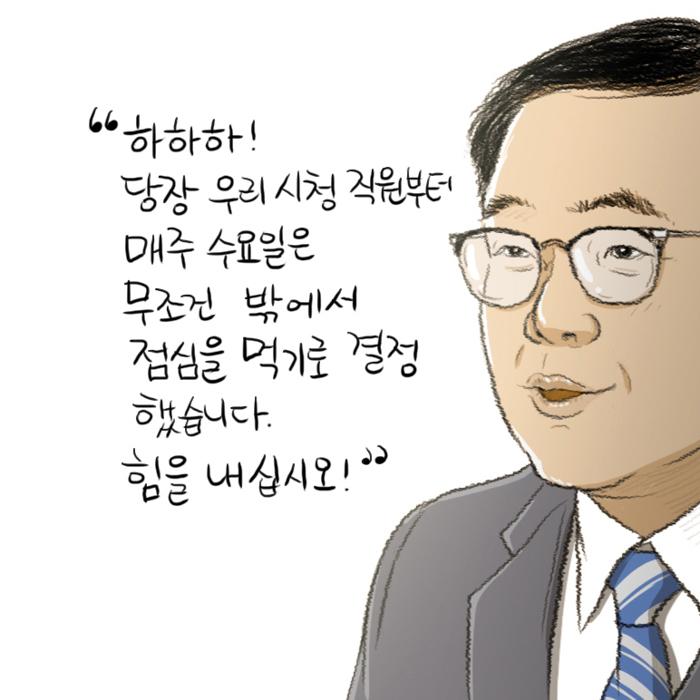 “하하하!
당장 우리 시청 직원부터
매주 수요일은
무조건 밖에서
점심을 먹기로 결정
했습니다.
힘을 내십시오!”